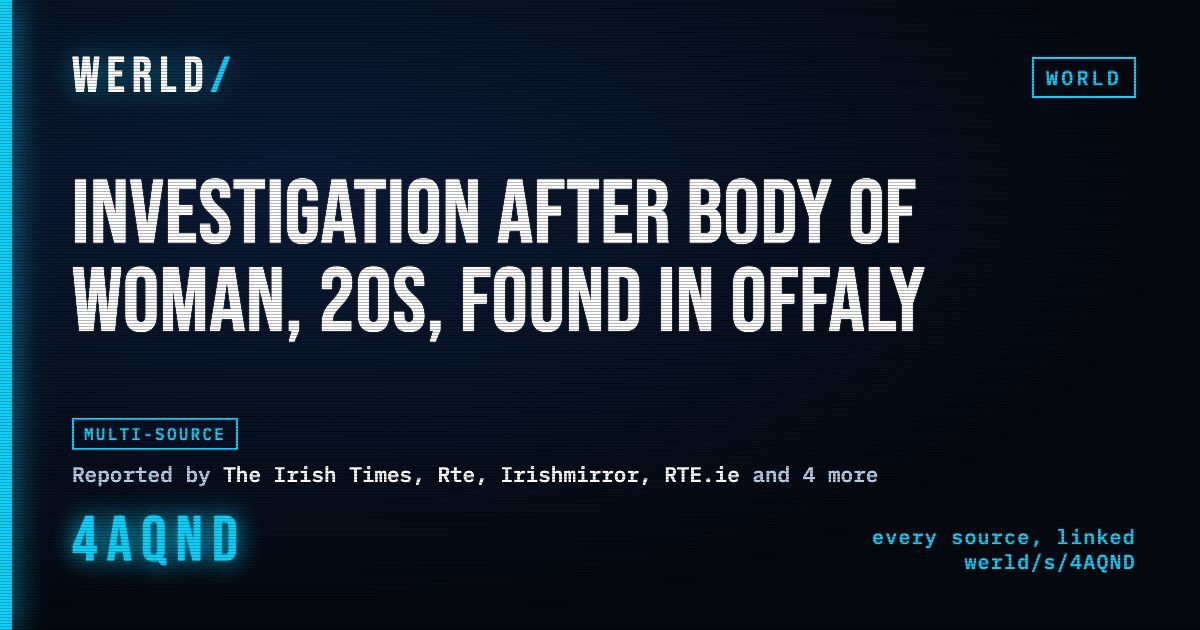 WERLD/
WORLD
INVESTIGATION AFTER BODY OF
WOMAN, 20S, FOUND IN OFFALY
MULTI-SOURCE
Reported by The Irish Times, Rte, Irishmirror, RTE.ie and 4 more
4AQND
every source, linked
werld/s/4AQND